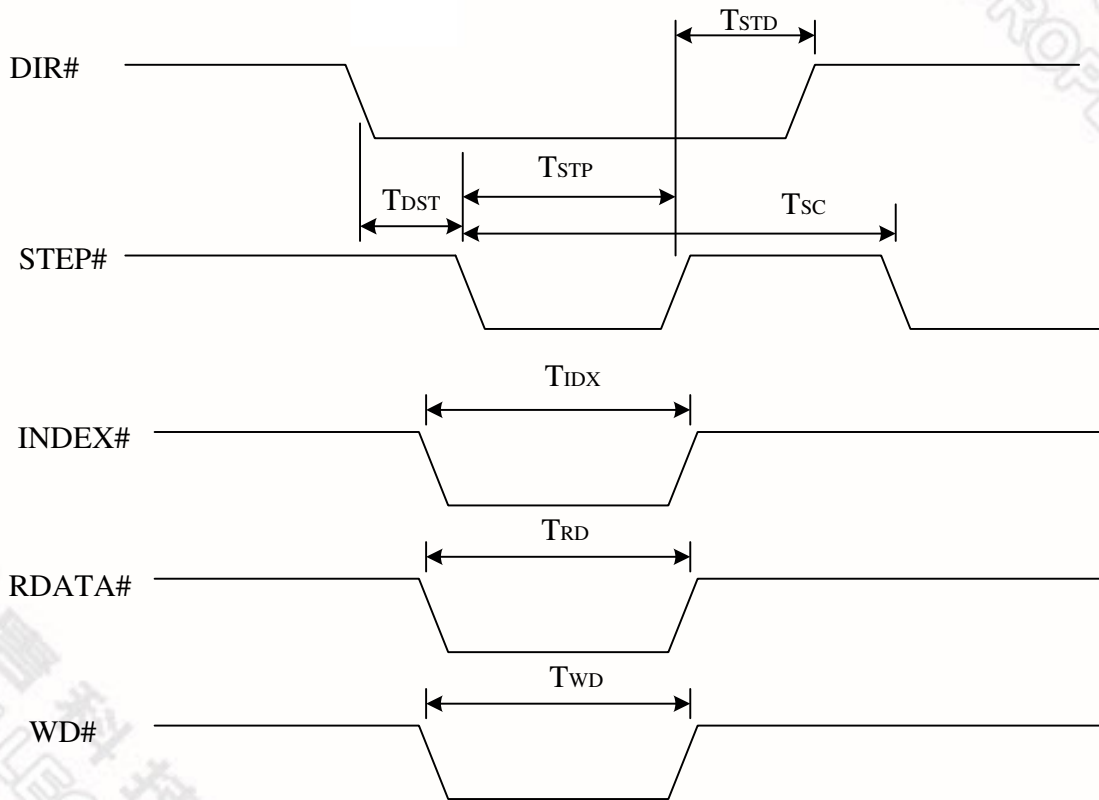 TSTD
DIR#
TSTP
TDST
TSC
STEP#
TIDX
INDEX#
TRD
RDATA#
TWD
WD#